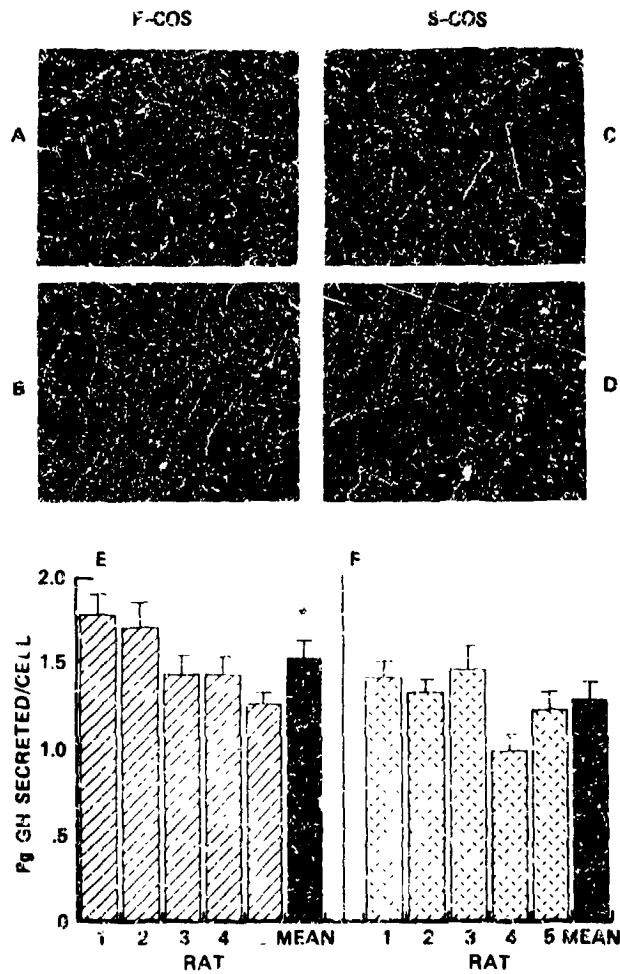 F-COS S-COS
A C
B D
E F
Pg GH SECRETED/CELL
2.0
1.5
1.0
.5
0
1 2 3 4 MEAN 1 2 3 4 5 MEAN
RAT RAT